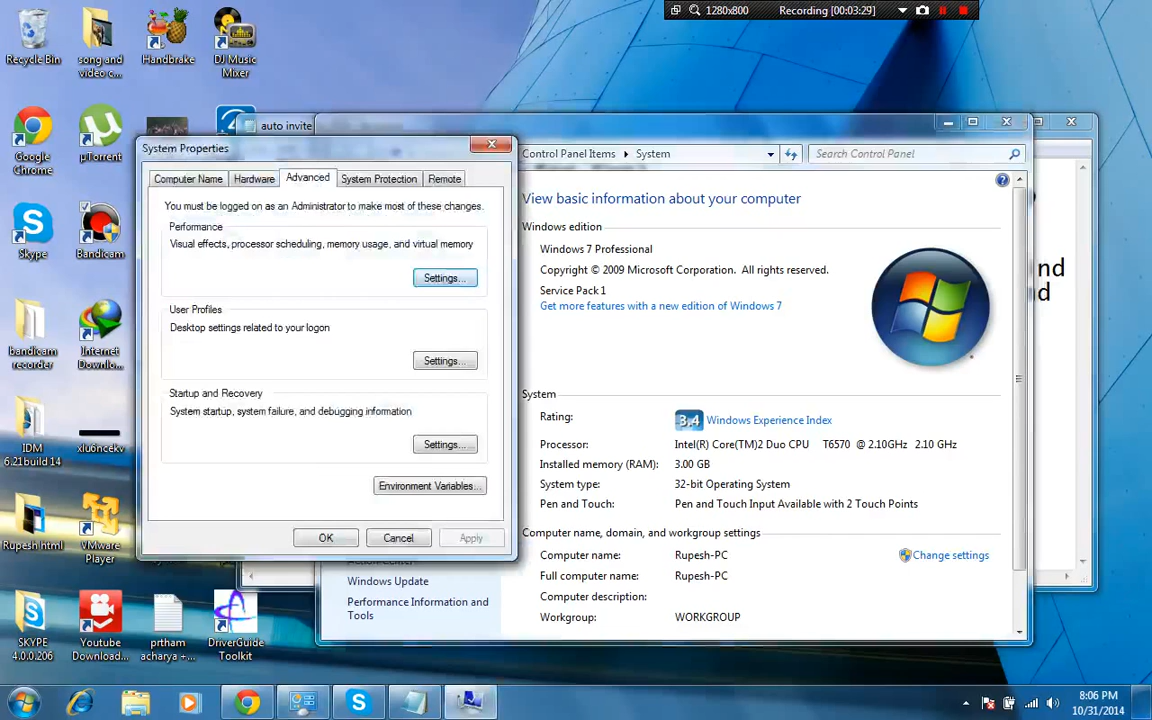 1280x800
Recording [00:03:29]
Recycle Bin
song and video c...
Handbrake
DJ Music Mixer
Google Chrome
µTorrent
auto invite
Skype
Bandicam
bandicam recorder
Internet Downlo...
IDM 6.21build 14
xlu6ncekv
Rupesh html
VMware Player
SKYPE 4.0.0.206
Youtube Download...
prtham acharya +...
DriverGuide Toolkit
System Properties
Computer Name
Hardware
Advanced
System Protection
Remote
You must be logged on as an Administrator to make most of these changes.
Performance
Visual effects, processor scheduling, memory usage, and virtual memory
Settings...
User Profiles
Desktop settings related to your logon
Settings...
Startup and Recovery
System startup, system failure, and debugging information
Settings...
Environment Variables...
OK
Cancel
Apply
Control Panel Items
System
Search Control Panel
View basic information about your computer
Windows edition
Windows 7 Professional
Copyright © 2009 Microsoft Corporation. All rights reserved.
Service Pack 1
Get more features with a new edition of Windows 7
System
Rating:
3.4
Windows Experience Index
Processor:
Intel(R) Core(TM)2 Duo CPU T6570 @ 2.10GHz 2.10 GHz
Installed memory (RAM):
3.00 GB
System type:
32-bit Operating System
Pen and Touch:
Pen and Touch Input Available with 2 Touch Points
Computer name, domain, and workgroup settings
Computer name:
Rupesh-PC
Change settings
Full computer name:
Rupesh-PC
Computer description:
Workgroup:
WORKGROUP
Windows Update
Performance Information and Tools
nd
d
8:06 PM
10/31/2014